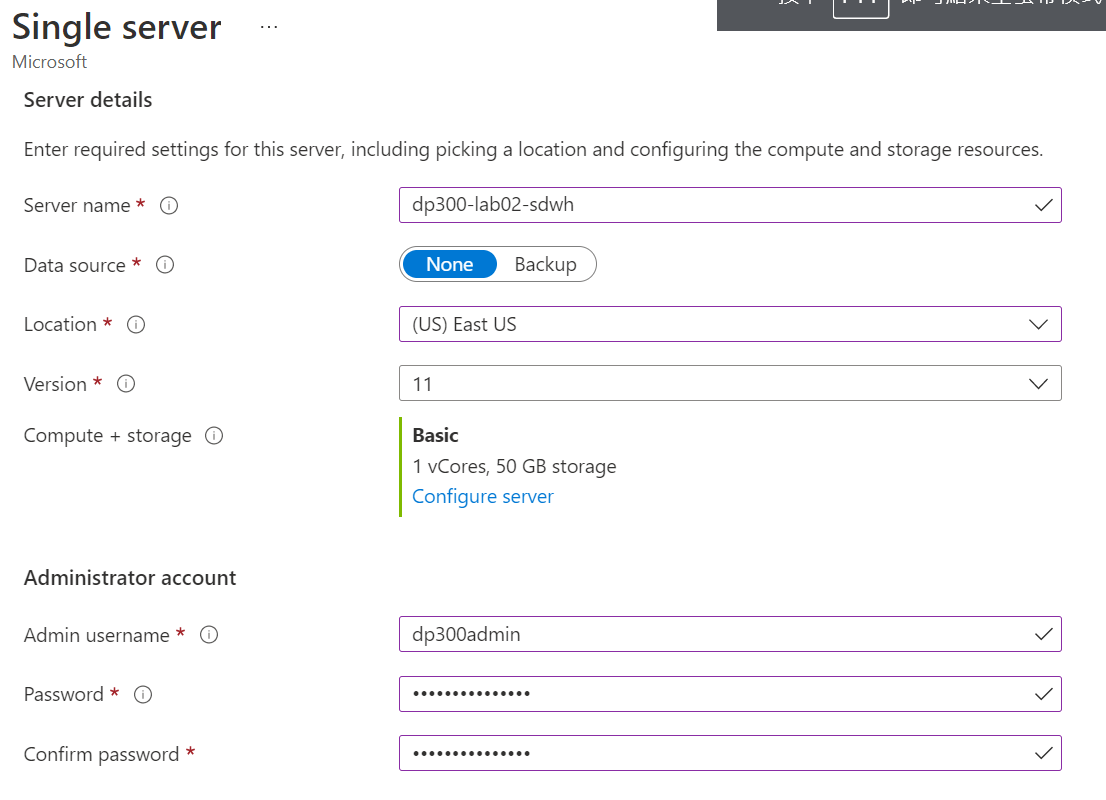 Single server
...
Microsoft
Server details
Enter required settings for this server, including picking a location and configuring the compute and storage resources.
Server name *
dp300-lab02-sdwh
Data source *
None
Backup
Location *
(US) East US
Version *
11
Compute + storage
Basic
1 vCores, 50 GB storage
Configure server
Administrator account
Admin username *
dp300admin
Password *
•••••••••••••••
Confirm password *
•••••••••••••••